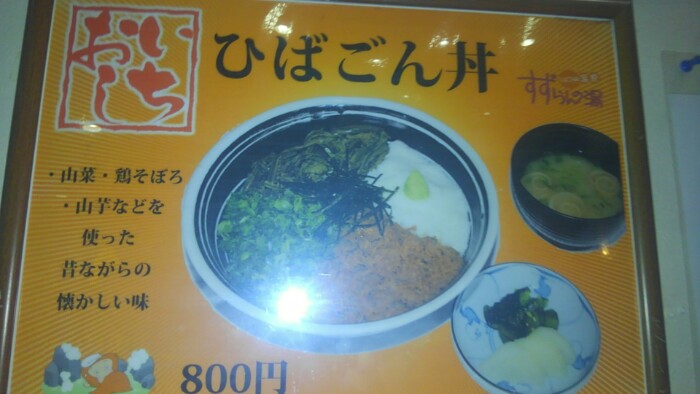 いちおし
ひばごん丼
すずらんの湯
・山菜・鶏そぼろ
・山芋などを
使った
昔ながらの
懐かしい味
800円